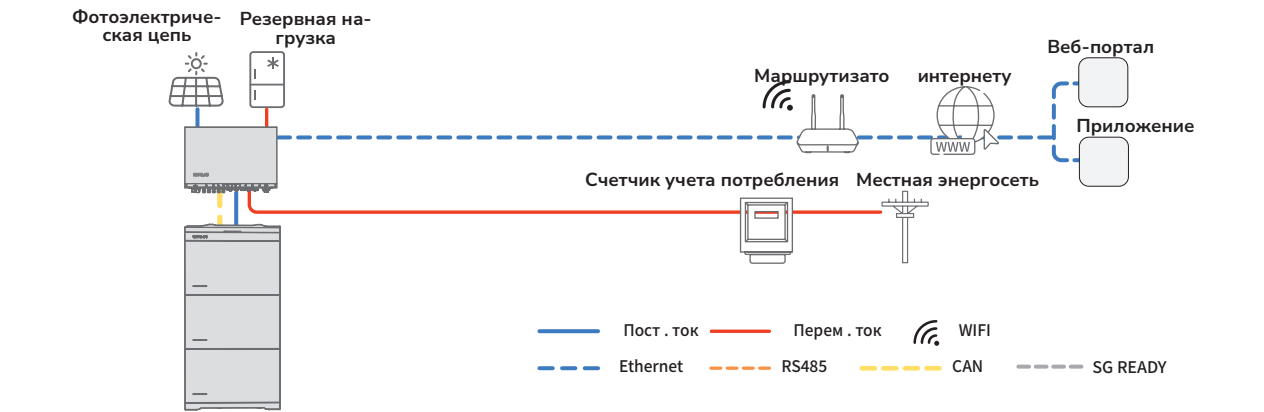 Фотоэлектриче-
ская цепь
Резервная на-
грузка
Веб-портал
Маршрутизато
интернету
WWW
Приложение
Счетчик учета потребления
Местная энергосеть
Пост . ток
Перем . ток
WIFI
Ethernet
RS485
CAN
SG READY